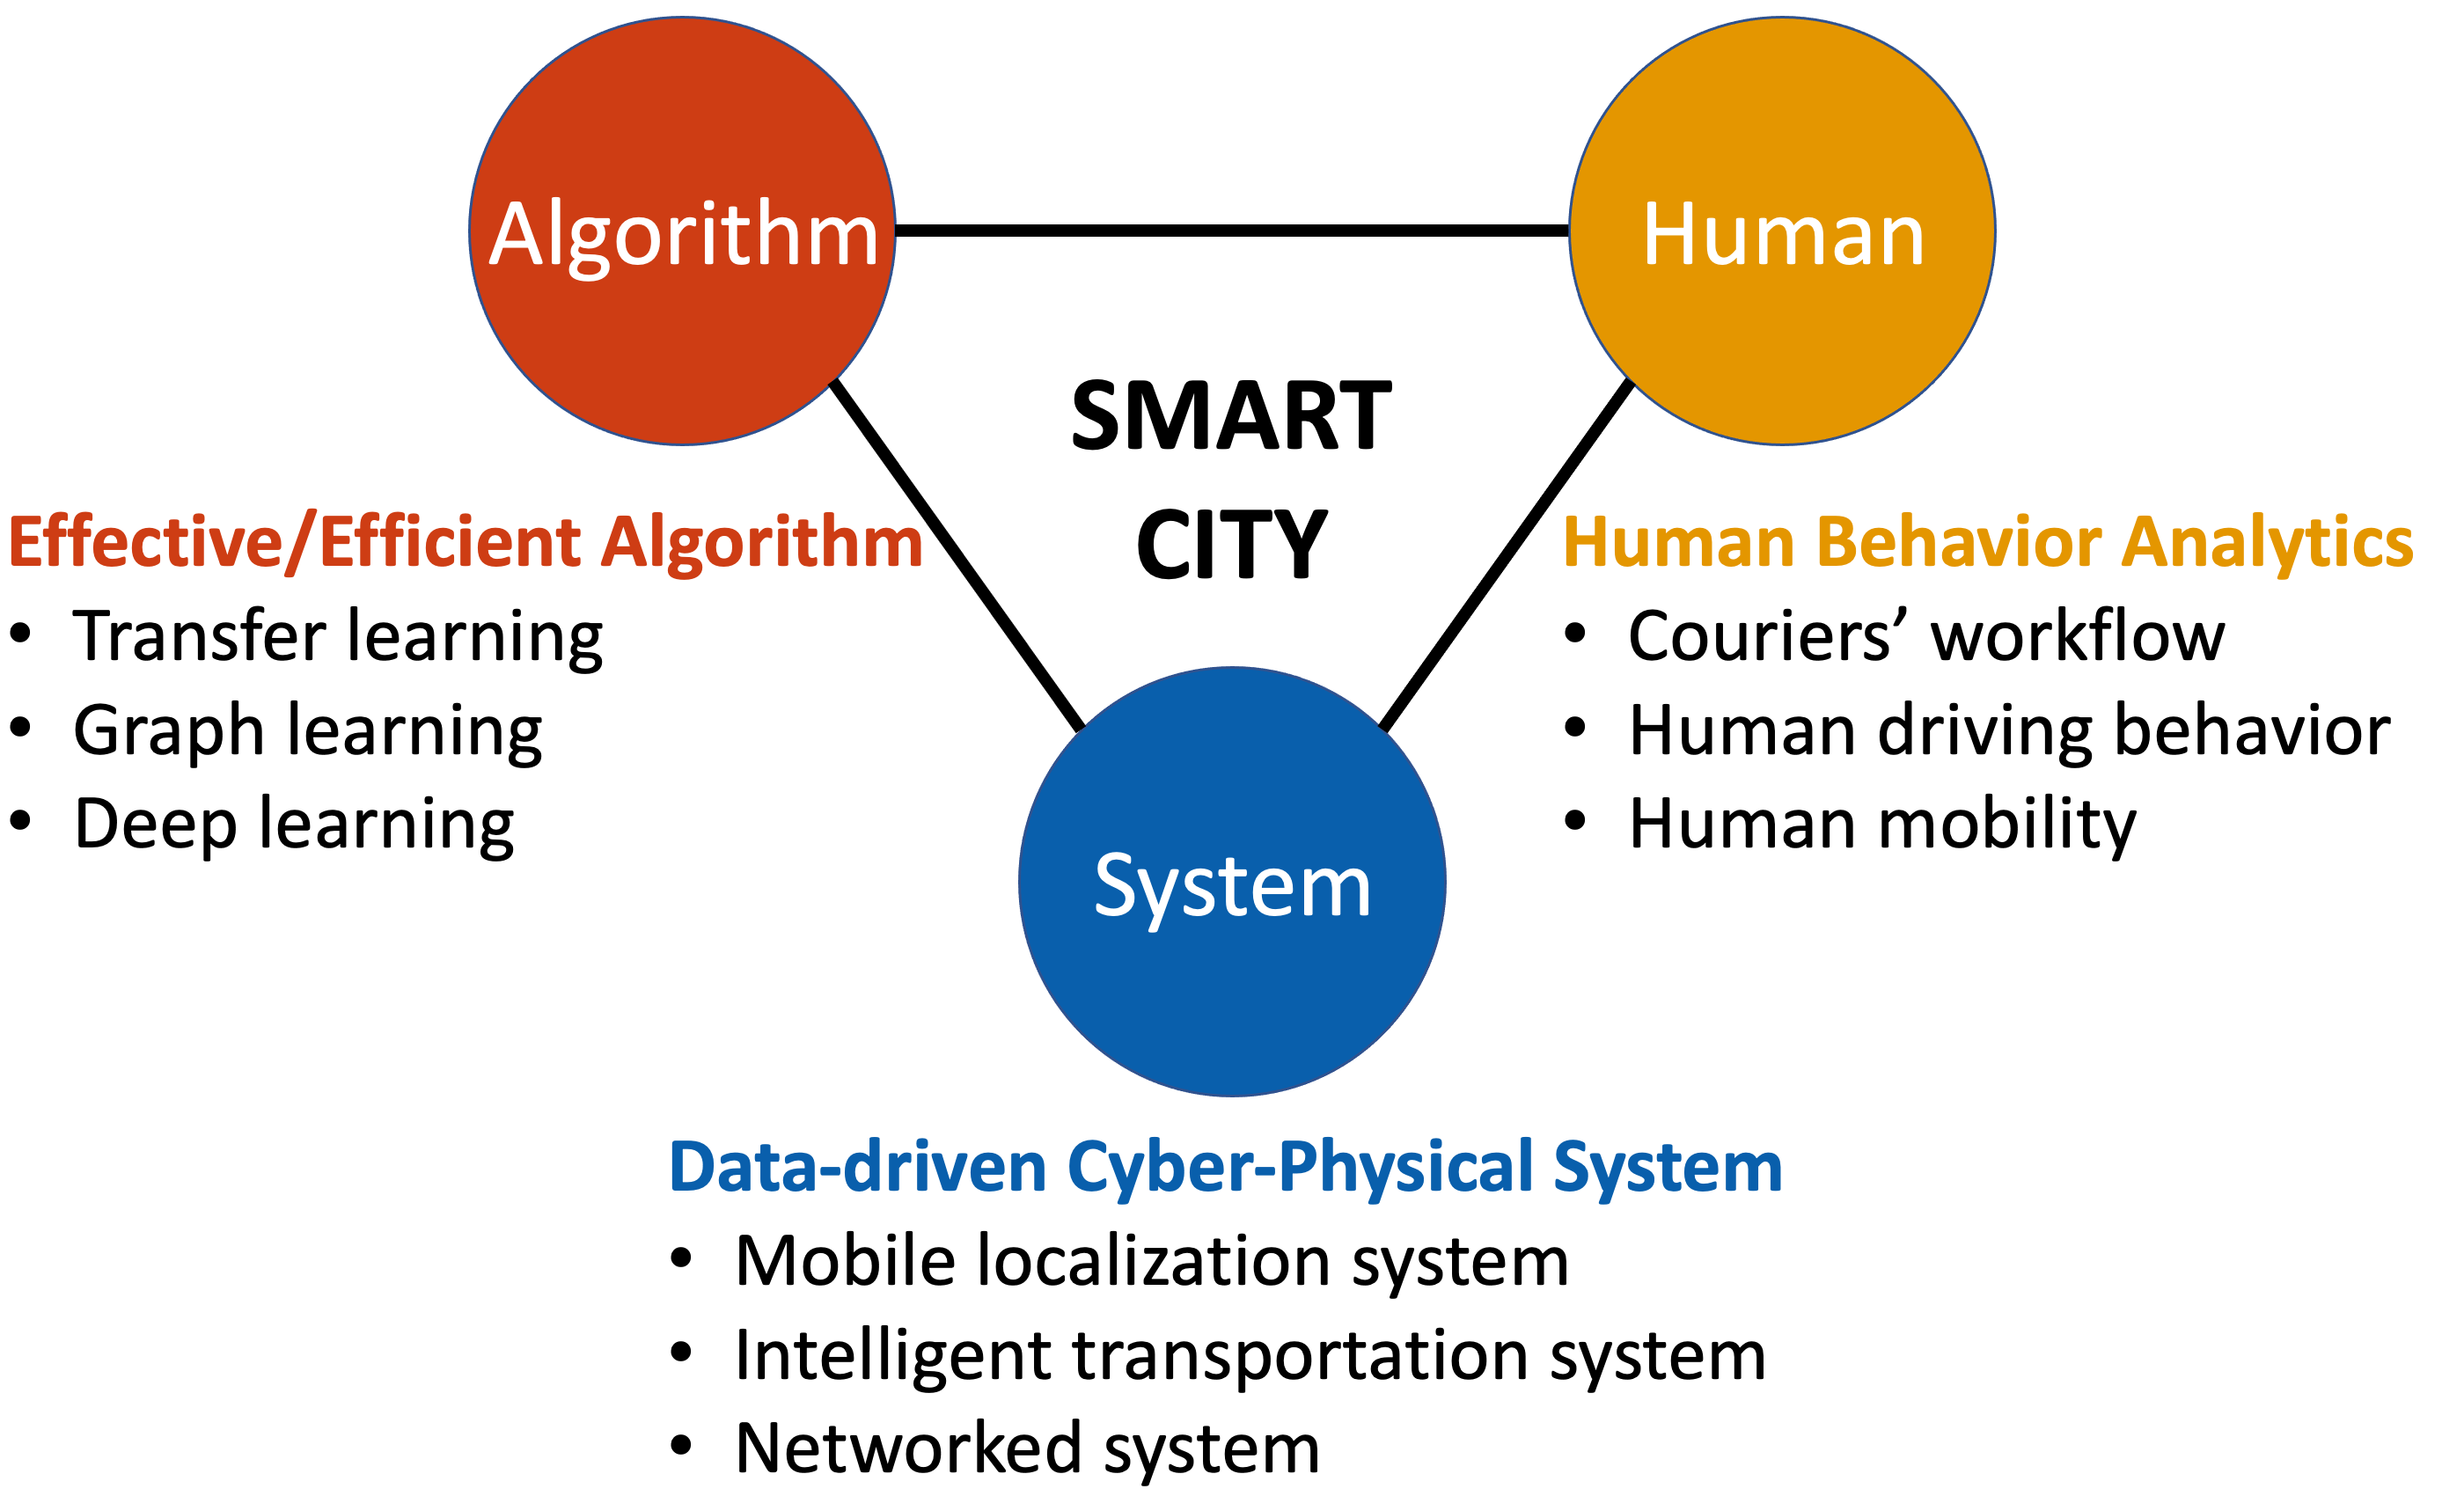 Algorithm
Human
SMART
CITY
Effective/Efficient Algorithm
• Transfer learning
• Graph learning
• Deep learning
Human Behavior Analytics
• Couriers’ workflow
• Human driving behavior
• Human mobility
System
Data-driven Cyber-Physical System
• Mobile localization system
• Intelligent transportation system
• Networked system